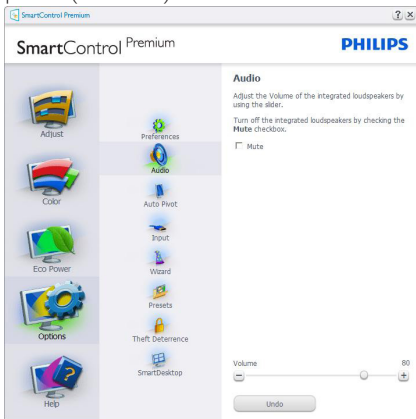 SmartControl Premium
SmartControl Premium
PHILIPS
Adjust
Color
Eco Power
Options
Help
Preferences
Audio
Auto Pivot
Input
Wizard
Presets
Theft Deterrence
SmartDesktop
Audio
Adjust the Volume of the integrated loudspeakers by
using the slider.
Turn off the integrated loudspeakers by checking the
Mute checkbox.
Mute
Volume 80
Undo